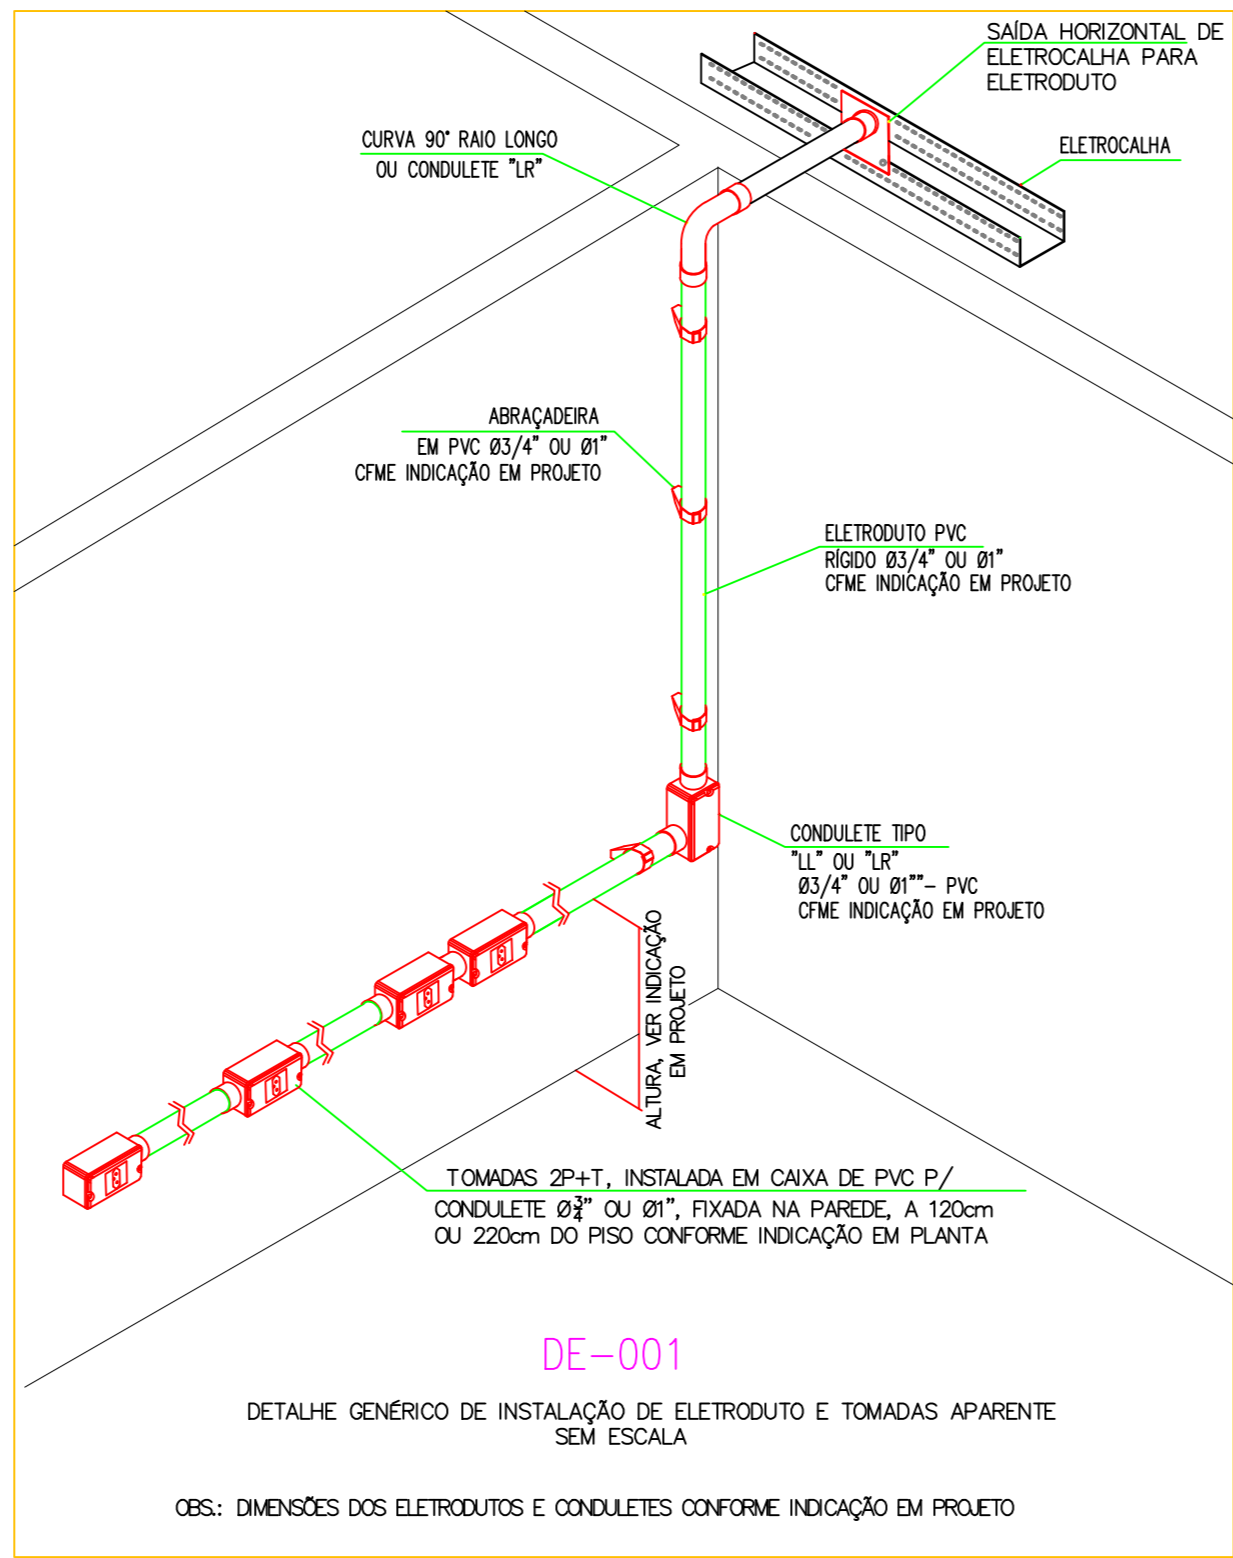 SAÍDA HORIZONTAL DE
ELETROCALHA PARA
ELETRODUTO
CURVA 90° RAIO LONGO
OU CONDULETE "LR"
ELETROCALHA
ABRAÇADEIRA
EM PVC Ø3/4" OU Ø1"
CFME INDICAÇÃO EM PROJETO
ELETRODUTO PVC
RÍGIDO Ø3/4" OU Ø1"
CFME INDICAÇÃO EM PROJETO
CONDULETE TIPO
"LL" OU "LR"
Ø3/4" OU Ø1""- PVC
CFME INDICAÇÃO EM PROJETO
ALTURA, VER INDICAÇÃO
EM PROJETO
TOMADAS 2P+T, INSTALADA EM CAIXA DE PVC P/
CONDULETE Ø3/4" OU Ø1", FIXADA NA PAREDE, A 120cm
OU 220cm DO PISO CONFORME INDICAÇÃO EM PLANTA
DE-001
DETALHE GENÉRICO DE INSTALAÇÃO DE ELETRODUTO E TOMADAS APARENTE
SEM ESCALA
OBS.: DIMENSÕES DOS ELETRODUTOS E CONDULETES CONFORME INDICAÇÃO EM PROJETO